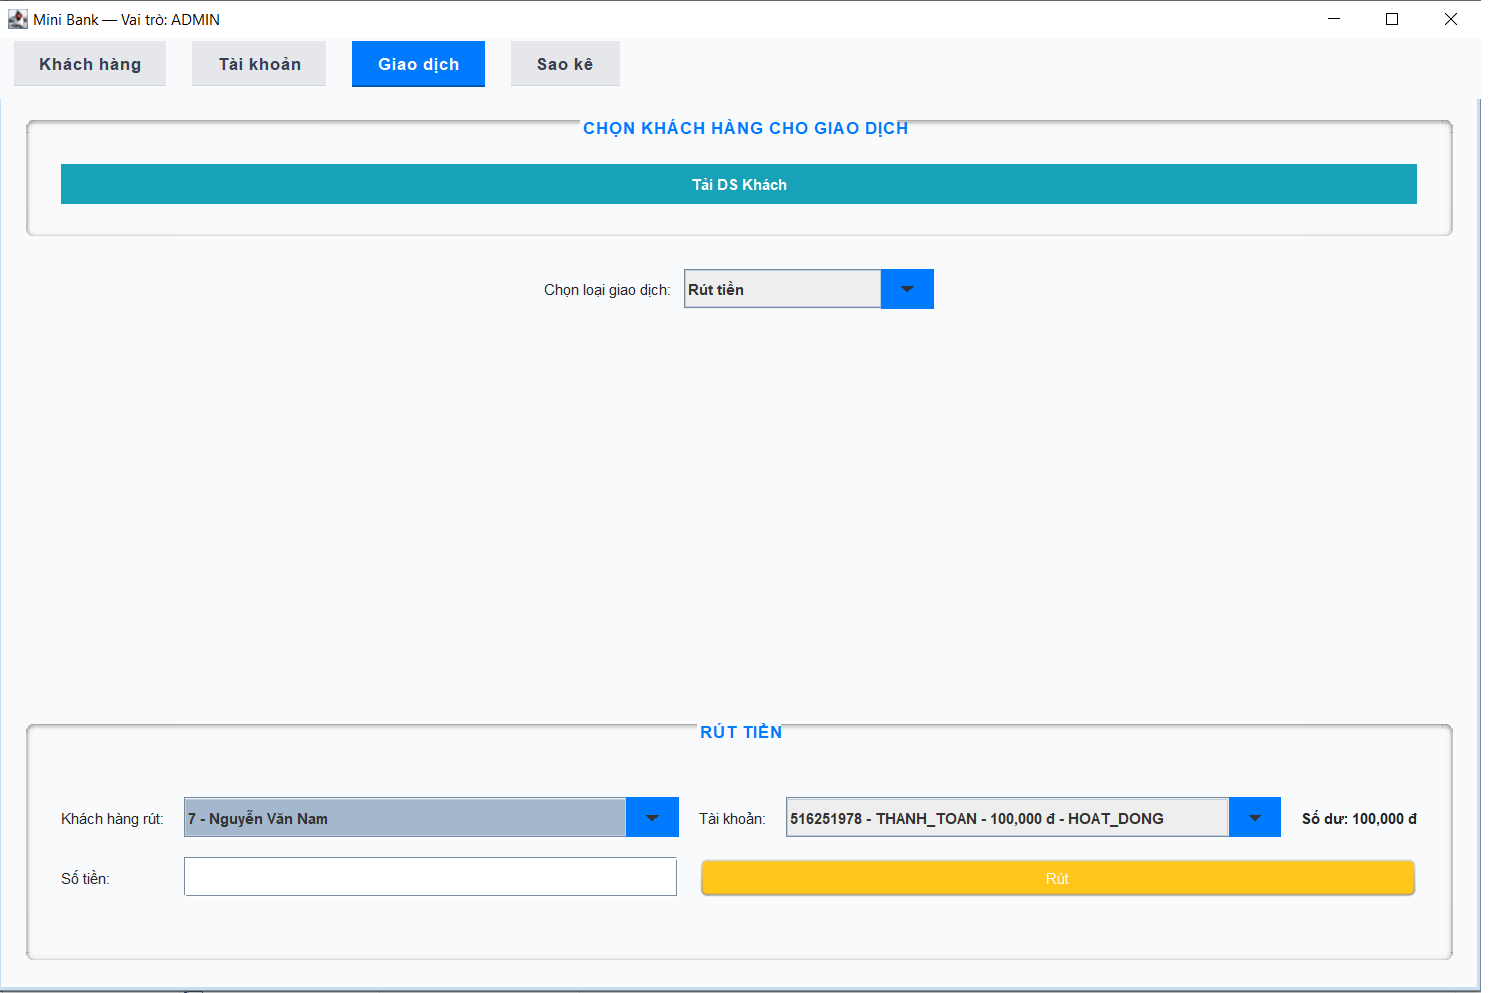 Mini Bank — Vai trò: ADMIN
Khách hàng Tài khoản Giao dịch Sao kê
CHỌN KHÁCH HÀNG CHO GIAO DỊCH
Tải DS Khách
Chọn loại giao dịch: Rút tiền
RÚT TIỀN
Khách hàng rút: 7 - Nguyễn Văn Nam Tài khoản: 516251978 - THANH_TOAN - 100,000 đ - HOAT_DONG Số dư: 100,000 đ
Số tiền: Rút